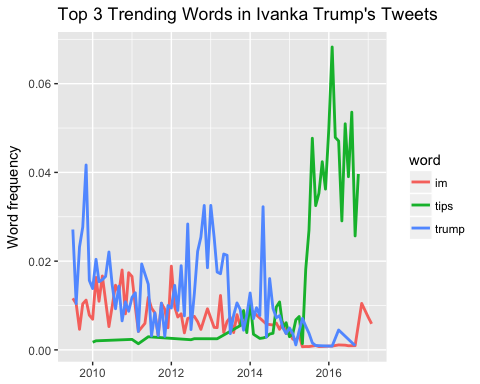 Top 3 Trending Words in Ivanka Trump's Tweets
0.06
0.04
0.02
0.00
Word frequency
2010 2012 2014 2016
word
im
tips
trump